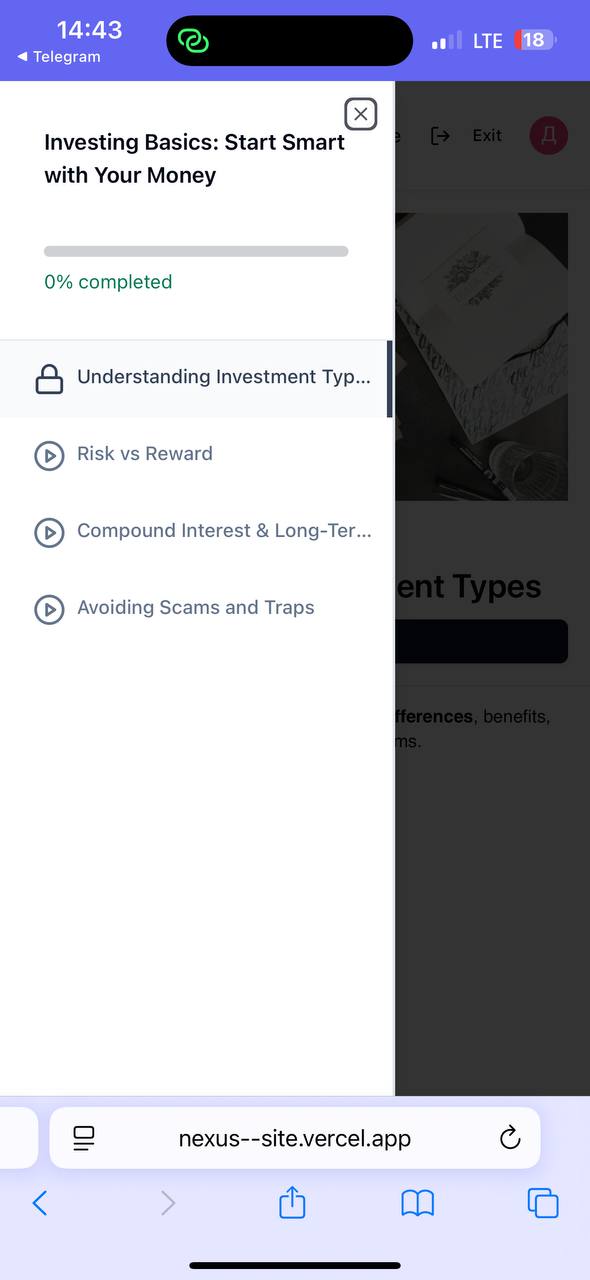 14:43
LTE
18
◀ Telegram
Investing Basics: Start Smart
with Your Money
Exit
Д
0% completed
Understanding Investment Typ...
Risk vs Reward
Compound Interest & Long-Ter...
Avoiding Scams and Traps
ent Types
fferences, benefits,
ms.
nexus--site.vercel.app